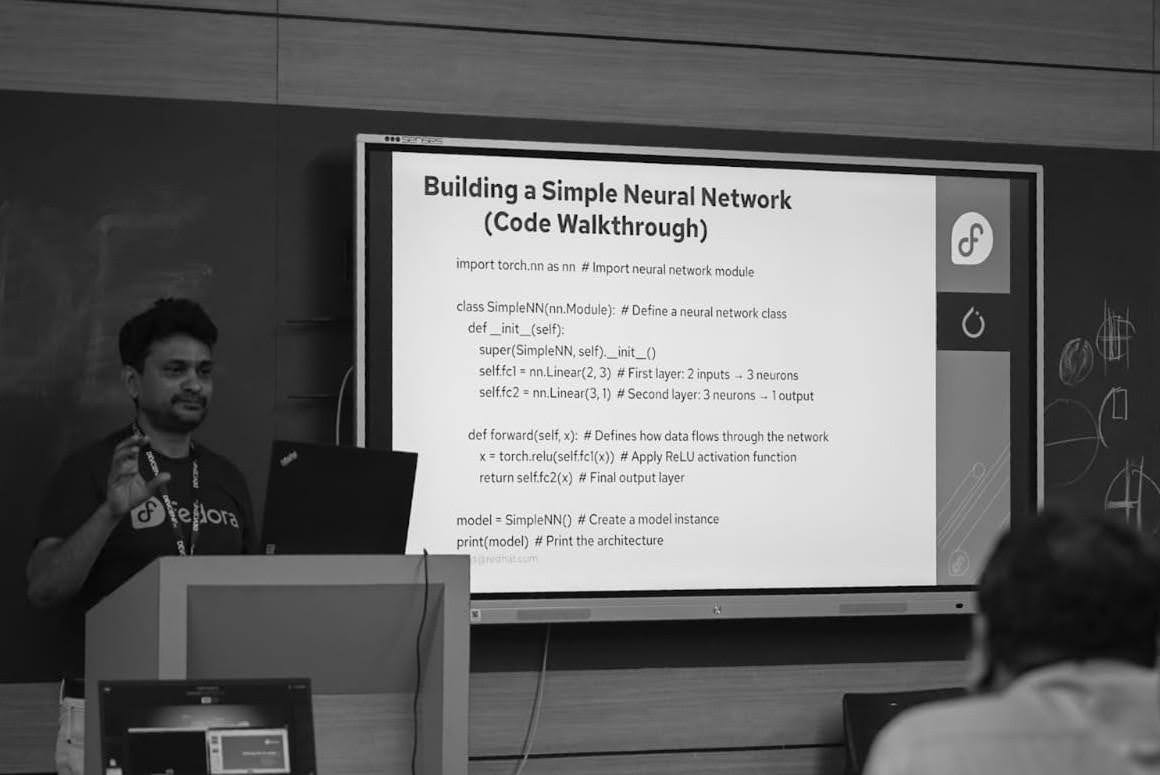 Building a Simple Neural Network
(Code Walkthrough)
import torch.nn as nn # Import neural network module
class SimpleNN(nn.Module): # Define a neural network class
def __init__(self):
super(SimpleNN, self).__init__()
self.fc1 = nn.Linear(2, 3) # First layer: 2 inputs → 3 neurons
self.fc2 = nn.Linear(3, 1) # Second layer: 3 neurons → 1 output
def forward(self, x): # Defines how data flows through the network
x = torch.relu(self.fc1(x)) # Apply ReLU activation function
return self.fc2(x) # Final output layer
model = SimpleNN() # Create a model instance
print(model) # Print the architecture
@redhat.com
fedora